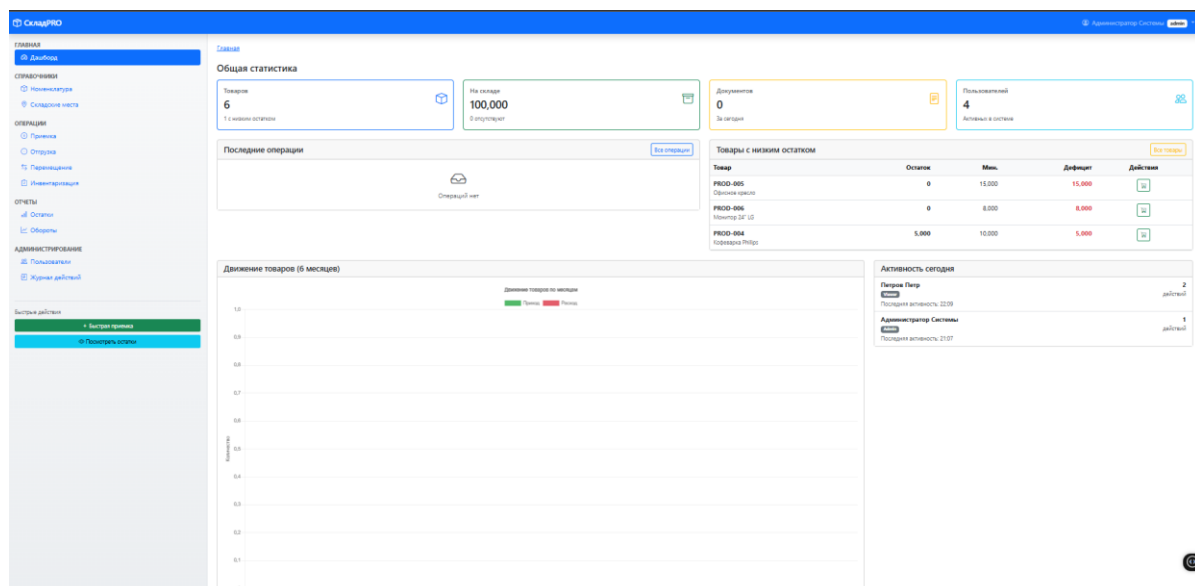 СкладPRO
Администратор Системы admin
ГЛАВНАЯ
Дашборд
СПРАВОЧНИКИ
Номенклатура
Складские места
ОПЕРАЦИИ
Приемка
Отгрузка
Перемещение
Инвентаризация
ОТЧЕТЫ
Остатки
Обороты
АДМИНИСТРИРОВАНИЕ
Пользователи
Журнал действий
Быстрые действия
+ Быстрая приемка
Посмотреть остатки
Главная
Общая статистика
Товаров
6
1 с низким остатком
На складе
100,000
0 отсутствуют
Документов
0
За сегодня
Пользователей
4
Активных в системе
Последние операции
Все операции
Операций нет
Товары с низким остатком
Все товары
Товар Остаток Мин. Дефицит Действия
PROD-005 0 15,000 15,000
Офисное кресло
PROD-006 0 8,000 8,000
Монитор 24" LG
PROD-004 5,000 10,000 5,000
Кофеварка Philips
Движение товаров (6 месяцев)
Движение товаров по месяцам
Приход Расход
1,0
0,9
0,8
0,7
0,6
0,5
0,4
0,3
0,2
0,1
Количество
Активность сегодня
Петров Петр 2
Viewer действий
Последняя активность: 22:09
Администратор Системы 1
Admin действий
Последняя активность: 21:07